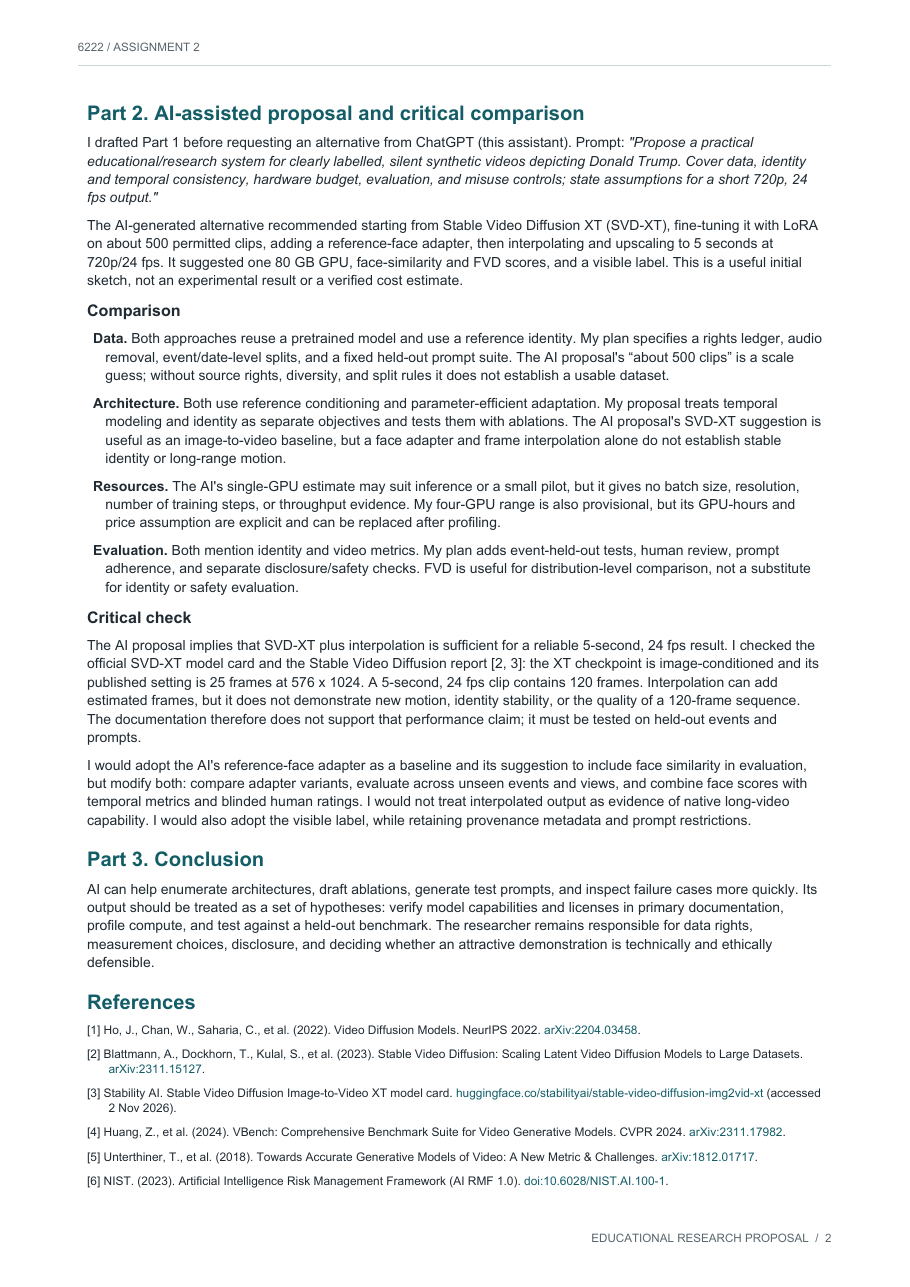 6222 / ASSIGNMENT 2
Part 2. AI-assisted proposal and critical comparison
I drafted Part 1 before requesting an alternative from ChatGPT (this assistant). Prompt: "Propose a practical
educational/research system for clearly labelled, silent synthetic videos depicting Donald Trump. Cover data, identity
and temporal consistency, hardware budget, evaluation, and misuse controls; state assumptions for a short 720p, 24
fps output."
The AI-generated alternative recommended starting from Stable Video Diffusion XT (SVD-XT), fine-tuning it with LoRA
on about 500 permitted clips, adding a reference-face adapter, then interpolating and upscaling to 5 seconds at
720p/24 fps. It suggested one 80 GB GPU, face-similarity and FVD scores, and a visible label. This is a useful initial
sketch, not an experimental result or a verified cost estimate.
Comparison
Data. Both approaches reuse a pretrained model and use a reference identity. My plan specifies a rights ledger, audio
removal, event/date-level splits, and a fixed held-out prompt suite. The AI proposal's “about 500 clips” is a scale
guess; without source rights, diversity, and split rules it does not establish a usable dataset.
Architecture. Both use reference conditioning and parameter-efficient adaptation. My proposal treats temporal
modeling and identity as separate objectives and tests them with ablations. The AI proposal's SVD-XT suggestion is
useful as an image-to-video baseline, but a face adapter and frame interpolation alone do not establish stable
identity or long-range motion.
Resources. The AI's single-GPU estimate may suit inference or a small pilot, but it gives no batch size, resolution,
number of training steps, or throughput evidence. My four-GPU range is also provisional, but its GPU-hours and
price assumption are explicit and can be replaced after profiling.
Evaluation. Both mention identity and video metrics. My plan adds event-held-out tests, human review, prompt
adherence, and separate disclosure/safety checks. FVD is useful for distribution-level comparison, not a substitute
for identity or safety evaluation.
Critical check
The AI proposal implies that SVD-XT plus interpolation is sufficient for a reliable 5-second, 24 fps result. I checked the
official SVD-XT model card and the Stable Video Diffusion report [2, 3]: the XT checkpoint is image-conditioned and its
published setting is 25 frames at 576 x 1024. A 5-second, 24 fps clip contains 120 frames. Interpolation can add
estimated frames, but it does not demonstrate new motion, identity stability, or the quality of a 120-frame sequence.
The documentation therefore does not support that performance claim; it must be tested on held-out events and
prompts.
I would adopt the AI's reference-face adapter as a baseline and its suggestion to include face similarity in evaluation,
but modify both: compare adapter variants, evaluate across unseen events and views, and combine face scores with
temporal metrics and blinded human ratings. I would not treat interpolated output as evidence of native long-video
capability. I would also adopt the visible label, while retaining provenance metadata and prompt restrictions.
Part 3. Conclusion
AI can help enumerate architectures, draft ablations, generate test prompts, and inspect failure cases more quickly. Its
output should be treated as a set of hypotheses: verify model capabilities and licenses in primary documentation,
profile compute, and test against a held-out benchmark. The researcher remains responsible for data rights,
measurement choices, disclosure, and deciding whether an attractive demonstration is technically and ethically
defensible.
References
[1] Ho, J., Chan, W., Saharia, C., et al. (2022). Video Diffusion Models. NeurIPS 2022. arXiv:2204.03458.
[2] Blattmann, A., Dockhorn, T., Kulal, S., et al. (2023). Stable Video Diffusion: Scaling Latent Video Diffusion Models to Large Datasets.
arXiv:2311.15127.
[3] Stability AI. Stable Video Diffusion Image-to-Video XT model card. huggingface.co/stabilityai/stable-video-diffusion-img2vid-xt (accessed
2 Nov 2026).
[4] Huang, Z., et al. (2024). VBench: Comprehensive Benchmark Suite for Video Generative Models. CVPR 2024. arXiv:2311.17982.
[5] Unterthiner, T., et al. (2018). Towards Accurate Generative Models of Video: A New Metric & Challenges. arXiv:1812.01717.
[6] NIST. (2023). Artificial Intelligence Risk Management Framework (AI RMF 1.0). doi:10.6028/NIST.AI.100-1.
EDUCATIONAL RESEARCH PROPOSAL / 2